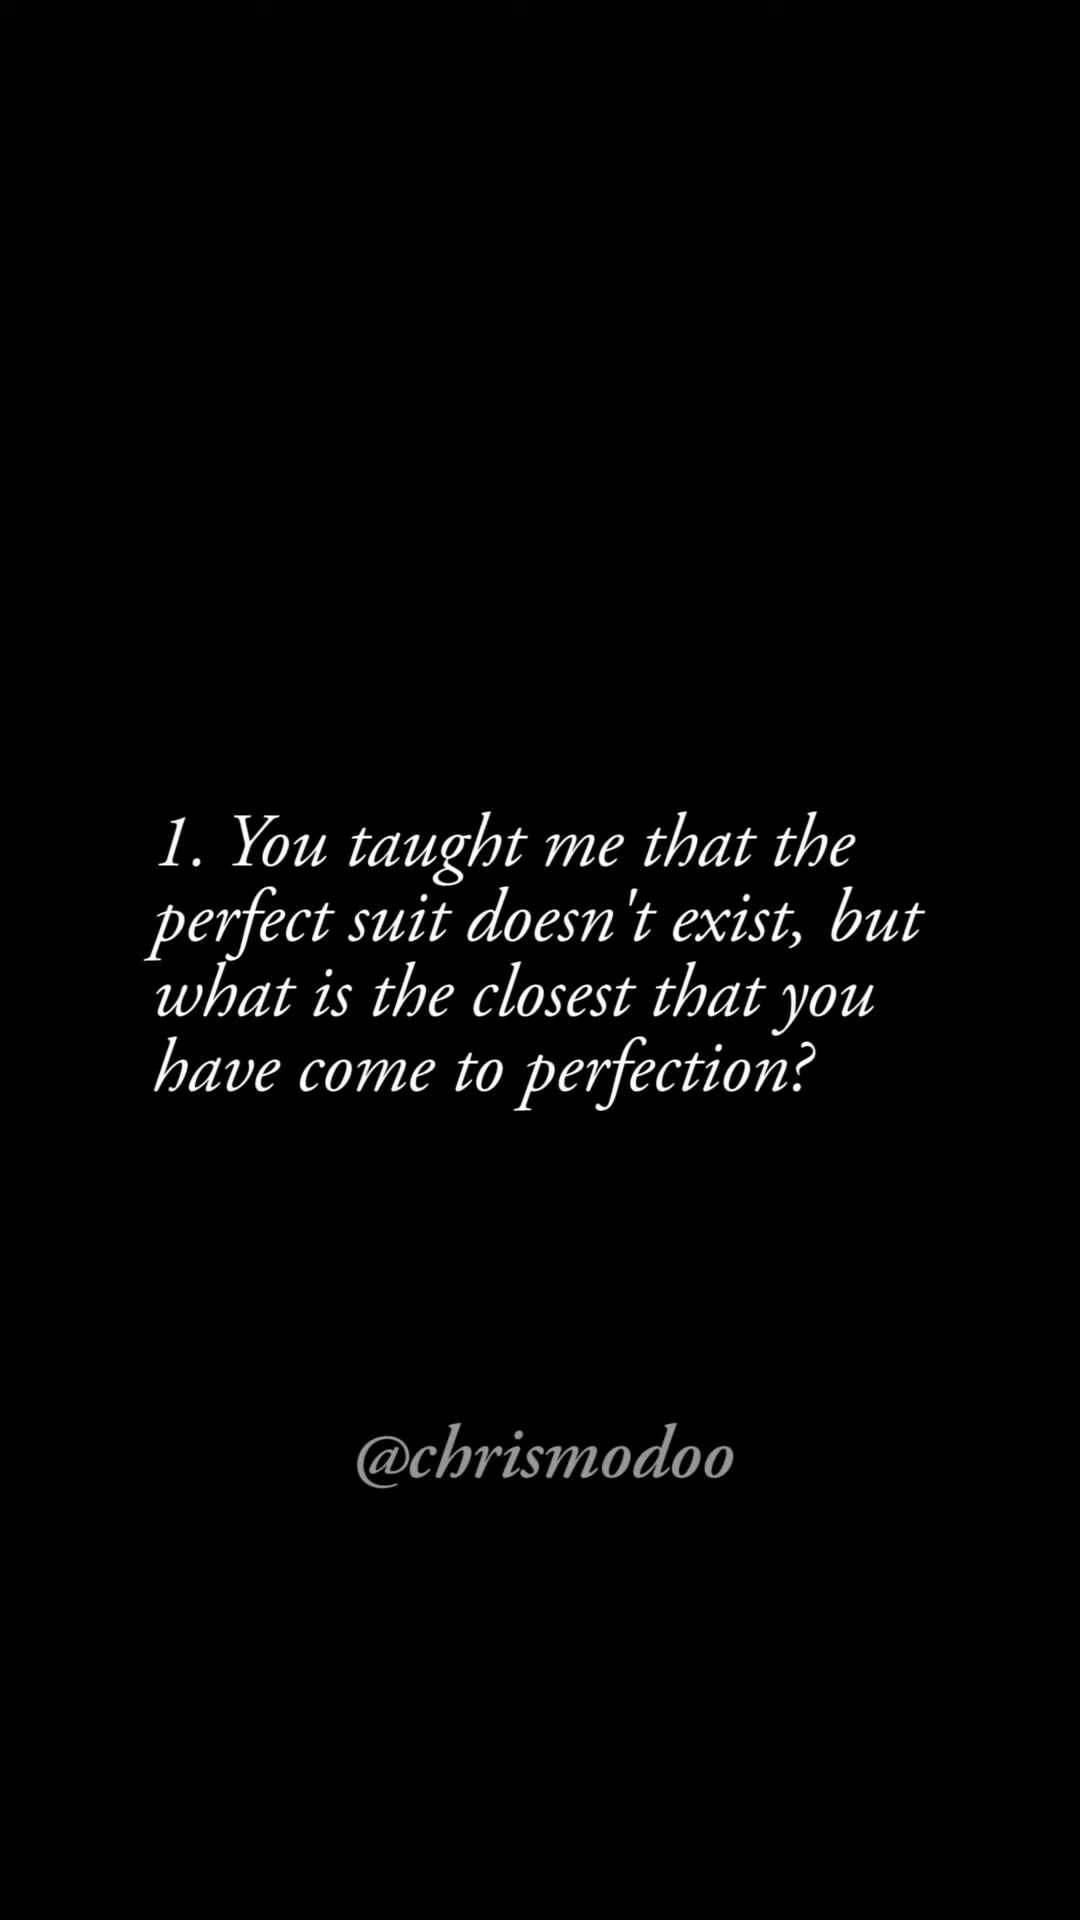 1. You taught me that the
perfect suit doesn't exist, but
what is the closest that you
have come to perfection?
@chrismodoo